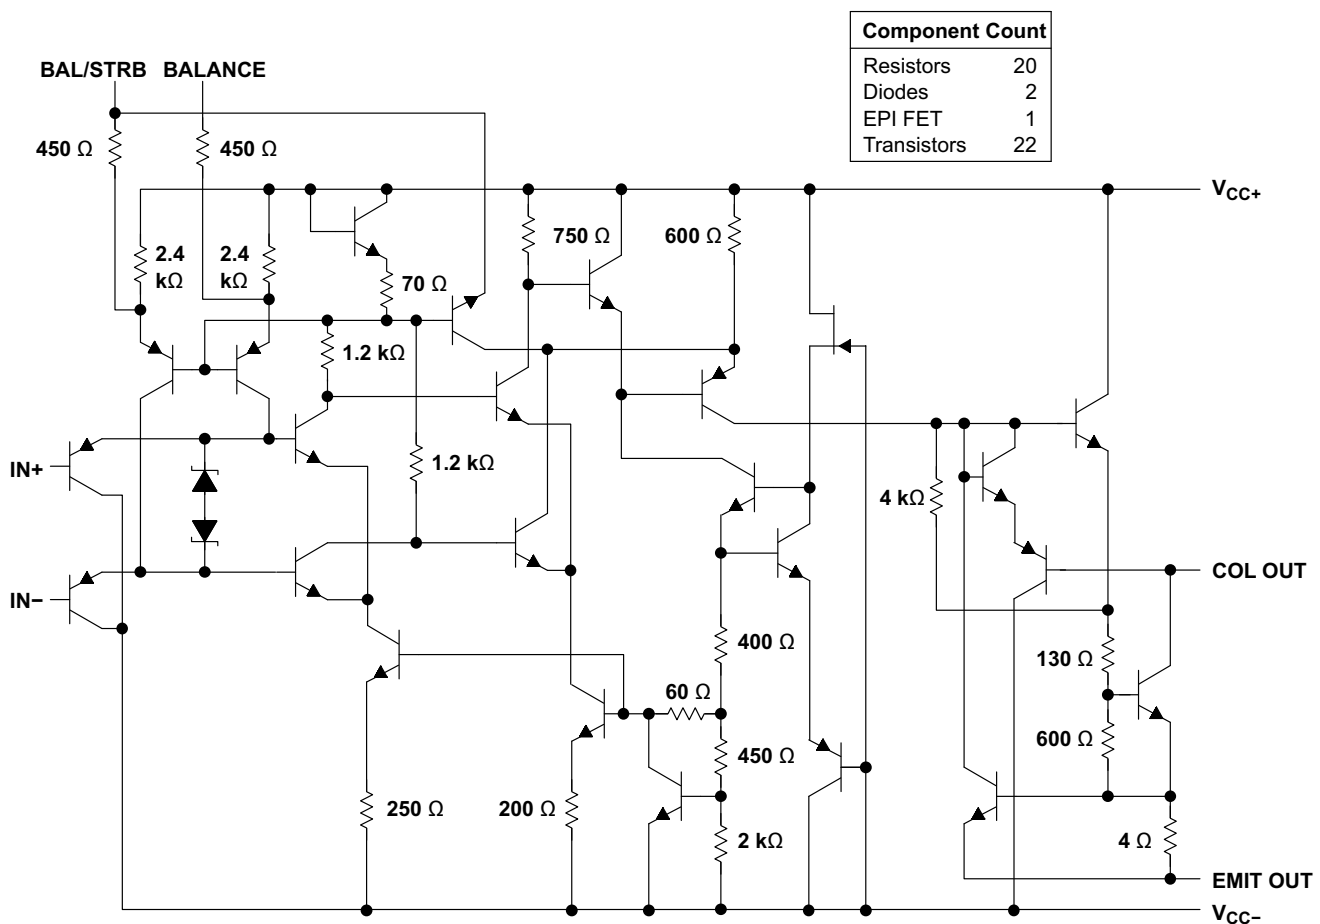 Component Count
Resistors 20
Diodes 2
EPI FET 1
Transistors 22
BAL/STRB BALANCE
450 Ω 450 Ω
VCC+
2.4 kΩ
2.4 kΩ
750 Ω
600 Ω
70 Ω
1.2 kΩ
IN+
1.2 kΩ
4 kΩ
COL OUT
IN−
400 Ω
130 Ω
60 Ω
600 Ω
450 Ω
250 Ω
200 Ω
2 kΩ
4 Ω
EMIT OUT
VCC−